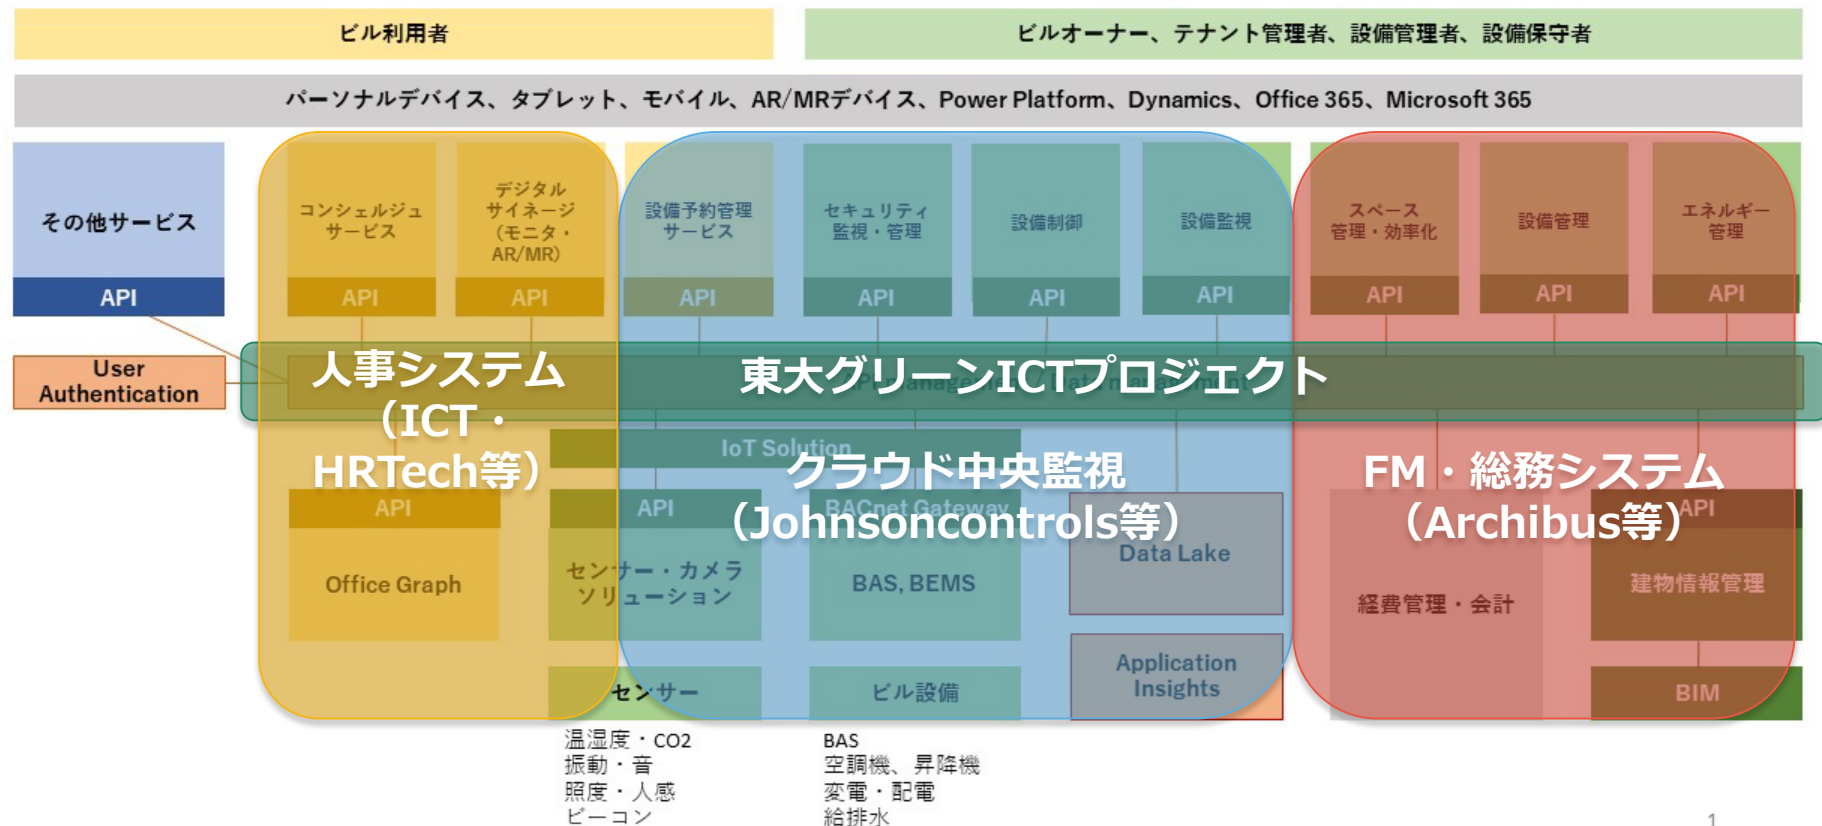 ビル利用者
ビルオーナー、テナント管理者、設備管理者、設備保守者
パーソナルデバイス、タブレット、モバイル、AR/MRデバイス、Power Platform、Dynamics、Office 365、Microsoft 365
その他サービス
API
コンシェルジュ
サービス
API
デジタル
サイネージ
(モニタ・
AR/MR)
API
設備予約管理
サービス
API
セキュリティ
監視・管理
API
設備制御
API
設備監視
API
スペース
管理・効率化
API
設備管理
API
エネルギー
管理
API
User
Authentication
API management / Data management
人事システム
（ICT・
HRTech等）
東大グリーンICTプロジェクト
クラウド中央監視
（Johnsoncontrols等）
FM・総務システム
（Archibus等）
IoT Solution
API
Office Graph
API
センサー・カメラ
ソリューション
BACnet Gateway
BAS, BEMS
Data Lake
Application
Insights
経費管理・会計
API
建物情報管理
BIM
センサー
ビル設備
温湿度・CO2
振動・音
照度・人感
ビーコン
BAS
空調機、昇降機
変電・配電
給排水
1